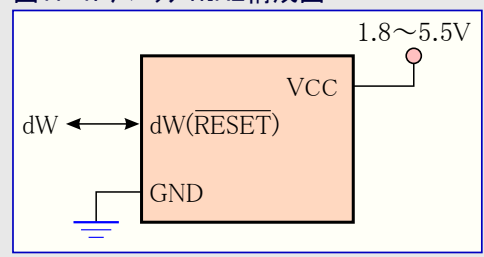 1.8〜5.5V
VCC
dW
dW(RESET)
GND